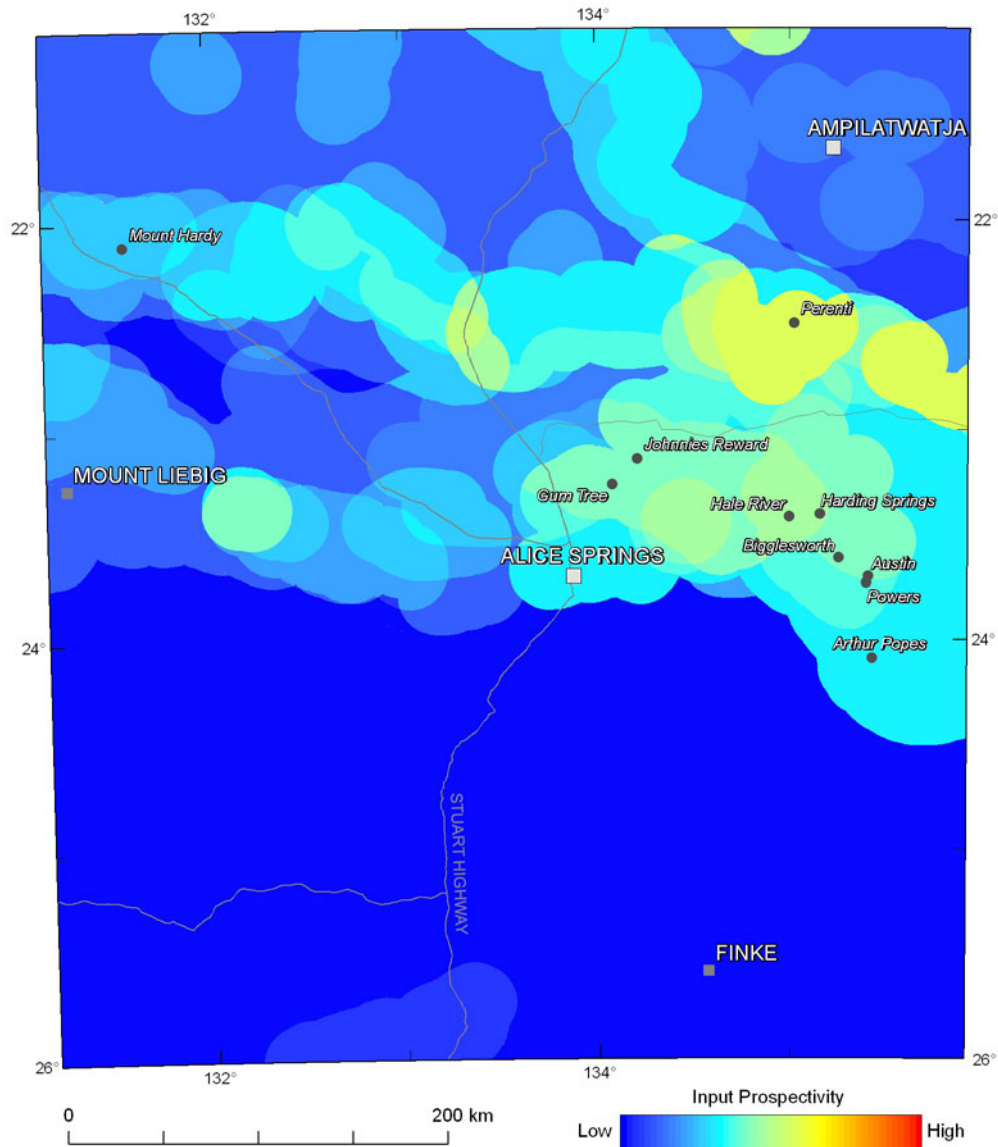 132°
134°
AMPILATWATJA
22°
22°
Mount Hardy
Perenti
Johnnies Reward
MOUNT LIEBIG
Gum Tree
Hale River
Harding Springs
Bigglesworth
ALICE SPRINGS
Austin
Powers
24°
24°
Arthur Popes
STUART HIGHWAY
FINKE
26°
26°
132°
134°
0
200 km
Input Prospectivity
Low
High